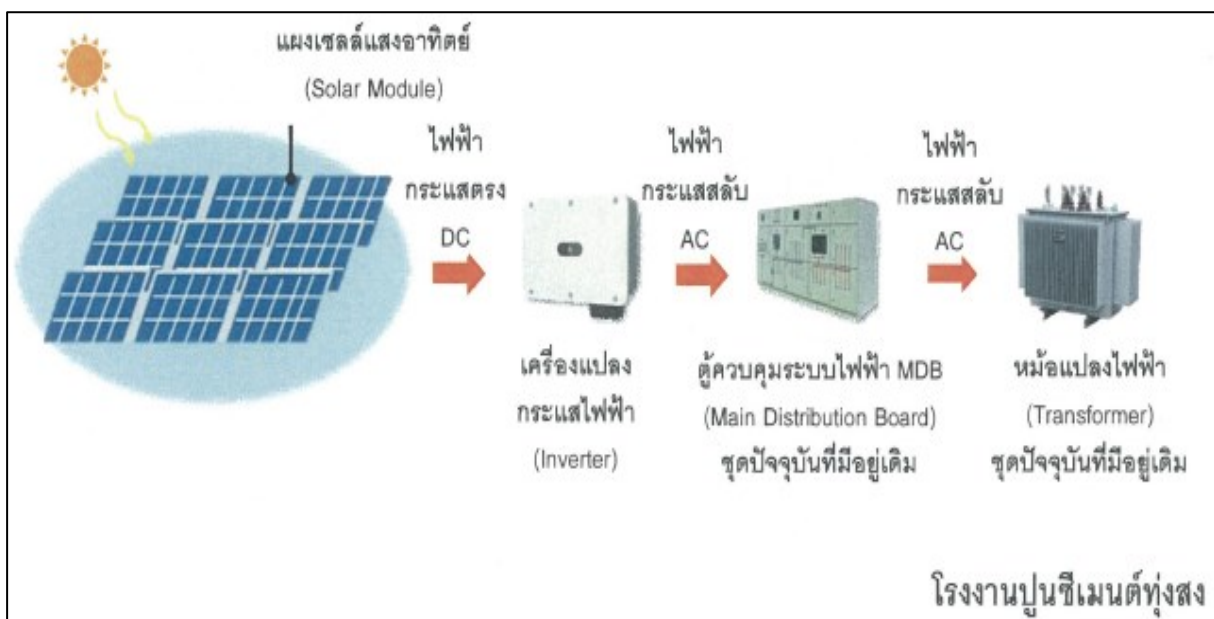 แผงเซลล์แสงอาทิตย์
(Solar Module)
ไฟฟ้า
กระแสตรง
DC
เครื่องแปลง
กระแสไฟฟ้า
(Inverter)
ไฟฟ้า
กระแสสลับ
AC
ตู้ควบคุมระบบไฟฟ้า MDB
(Main Distribution Board)
ชุดปัจจุบันที่มีอยู่เดิม
ไฟฟ้า
กระแสสลับ
AC
หม้อแปลงไฟฟ้า
(Transformer)
ชุดปัจจุบันที่มีอยู่เดิม
โรงงานปูนซีเมนต์ทุ่งสง